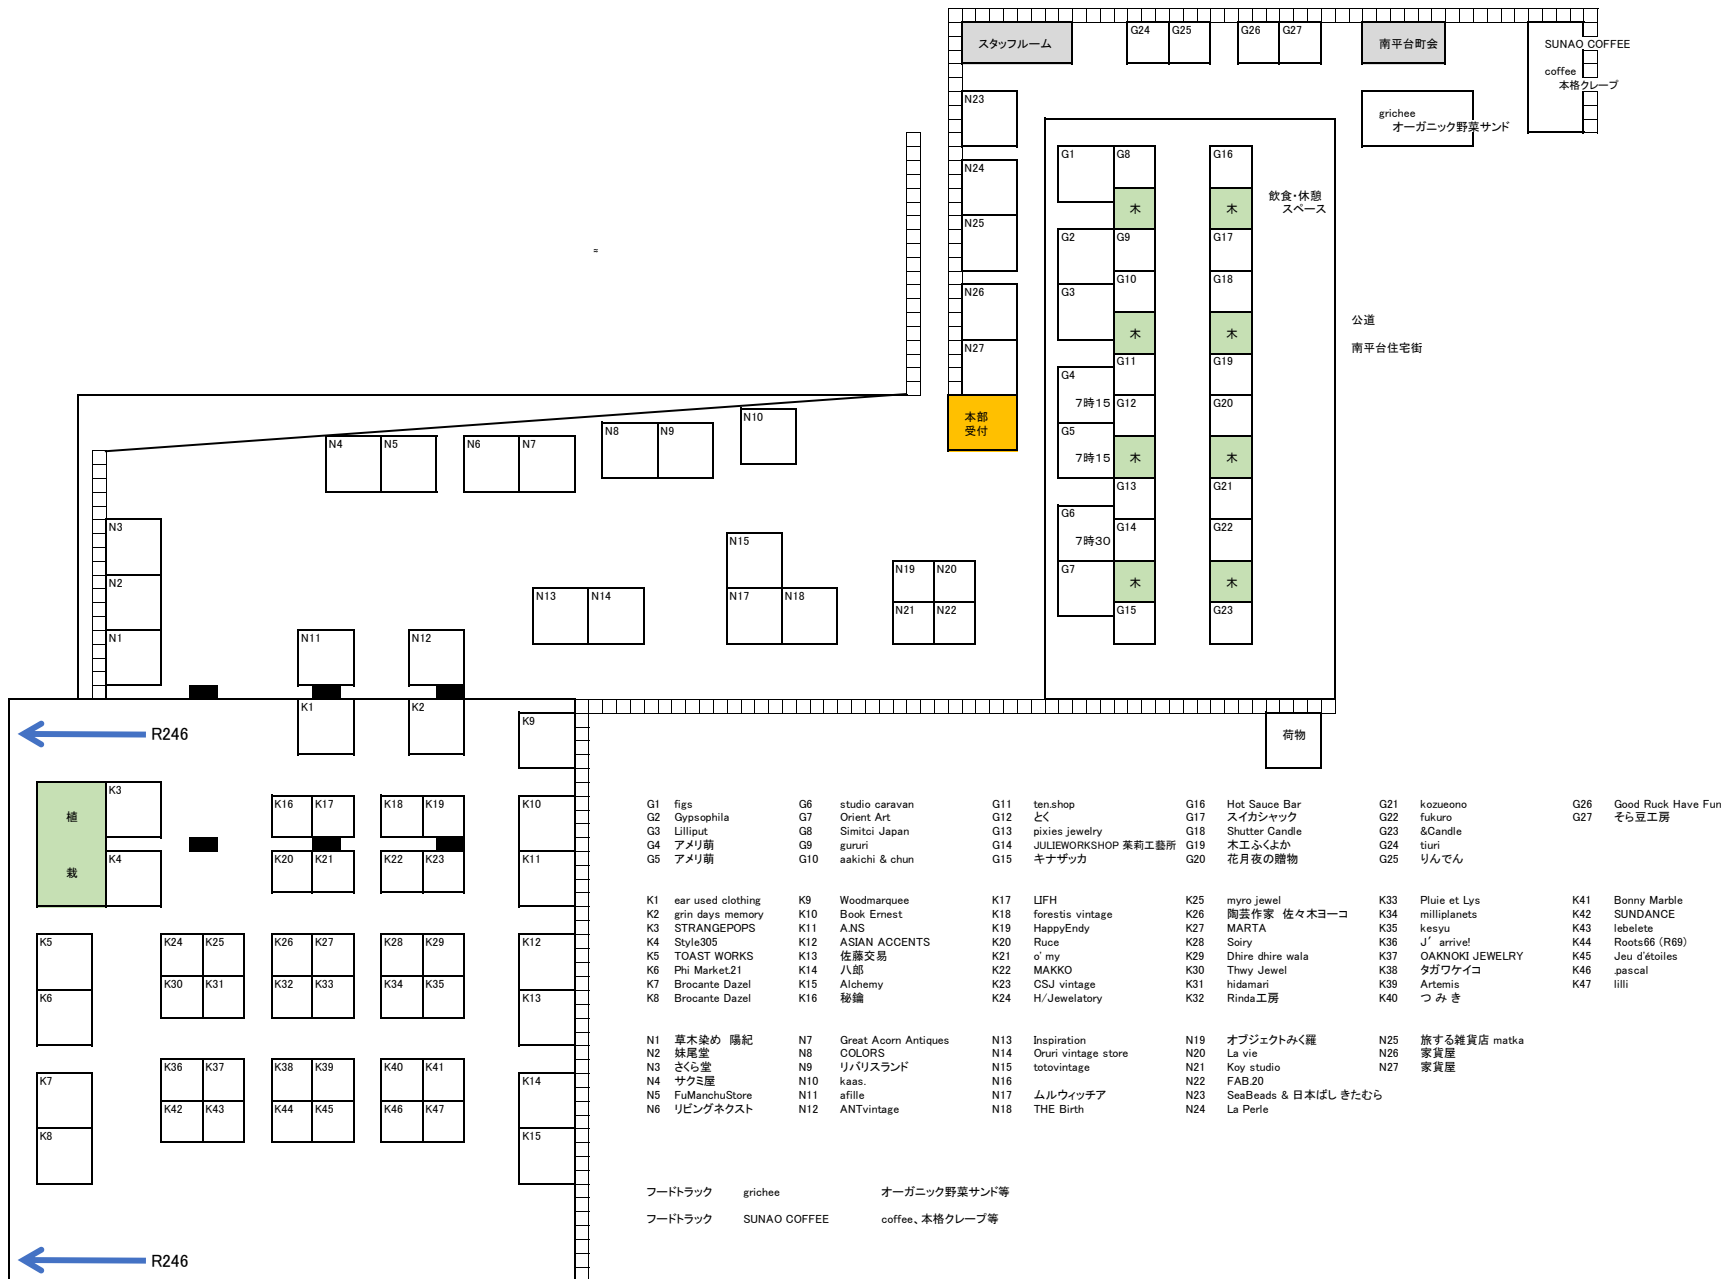 スタッフルーム
G24 G25 G26 G27
南平台町会
SUNAO COFFEE
coffee
本格クレープ
grichee
オーガニック野菜サンド
N23
N24
N25
N26
N27
本部
受付
G1 G8 G16
木 木
飲食・休憩
スペース
G2 G9 G17
G10 G18
G3
木 木
公道
南平台住宅街
G11 G19
G4
7時15 G12 G20
G5
7時15 木 木
G13 G21
G6
G14 G22
7時30
G7 木 木
G15 G23
≈
N4 N5 N6 N7 N8 N9 N10
N3
N2
N1
N11 N12
N13 N14
N15
N17 N18
N19 N20
N21 N22
荷物
K1 K2 K9
R246
植
栽
K3
K4
K16 K17 K18 K19 K10
K20 K21 K22 K23 K11
K5 K24 K25 K26 K27 K28 K29 K12
K30 K31 K32 K33 K34 K35
K6 K13
K36 K37 K38 K39 K40 K41
K7 K14
K42 K43 K44 K45 K46 K47
K8 K15
R246
G1 figs G6 studio caravan G11 ten.shop G16 Hot Sauce Bar G21 kozueono G26 Good Ruck Have Fun
G2 Gypsophila G7 Orient Art G12 とく G17 スイカシャック G22 fukuro G27 そら豆工房
G3 Lilliput G8 Simitci Japan G13 pixies jewelry G18 Shutter Candle G23 &Candle
G4 アメリ萌 G9 gururi G14 JULIEWORKSHOP 茱莉工藝所 G19 木工ふくよか G24 tiuri
G5 アメリ萌 G10 aakichi & chun G15 キナザッカ G20 花月夜の贈物 G25 りんでん
K1 ear used clothing K9 Woodmarquee K17 LIFH K25 myro jewel K33 Pluie et Lys K41 Bonny Marble
K2 grin days memory K10 Book Ernest K18 forestis vintage K26 陶芸作家 佐々木ヨーコ K34 milliplanets K42 SUNDANCE
K3 STRANGEPOPS K11 A.NS K19 HappyEndy K27 MARTA K35 kesyu K43 lebelete
K4 Style305 K12 ASIAN ACCENTS K20 Ruce K28 Soiry K36 J’arrive! K44 Roots66 (R69)
K5 TOAST WORKS K13 佐藤交易 K21 o'my K29 Dhire dhire wala K37 OAKNOKI JEWELRY K45 Jeu d'étoiles
K6 Phi Market.21 K14 八郎 K22 MAKKO K30 Thwy Jewel K38 タガワケイコ K46 .pascal
K7 Brocante Dazel K15 Alchemy K23 CSJ vintage K31 hidamari K39 Artemis K47 lilli
K8 Brocante Dazel K16 秘鑰 K24 H/Jewelatory K32 Rinda工房 K40 つ み き
N1 草木染め 陽紀 N7 Great Acorn Antiques N13 Inspiration N19 オブジェクトみく羅 N25 旅する雑貨店 matka
N2 妹尾堂 N8 COLORS N14 Oruri vintage store N20 La vie N26 家貨屋
N3 さくら堂 N9 リバリスランド N15 totovintage N21 Koy studio N27 家貨屋
N4 サクミ屋 N10 kaas. N16 N22 FAB.20
N5 FuManchuStore N11 afille N17 ムルウィッチア N23 SeaBeads & 日本ばし きたむら
N6 リビングネクスト N12 ANTvintage N18 THE Birth N24 La Perle
フードトラック grichee オーガニック野菜サンド等
フードトラック SUNAO COFFEE coffee、本格クレープ等